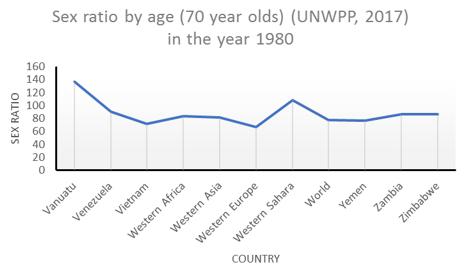 Sex ratio by age (70 year olds) (UNWPP, 2017)
in the year 1980
160
140
120
100
80
60
40
20
0
SEX RATIO
Vanuatu
Venezuela
Vietnam
Western Africa
Western Asia
Western Europe
Western Sahara
World
Yemen
Zambia
Zimbabwe
COUNTRY